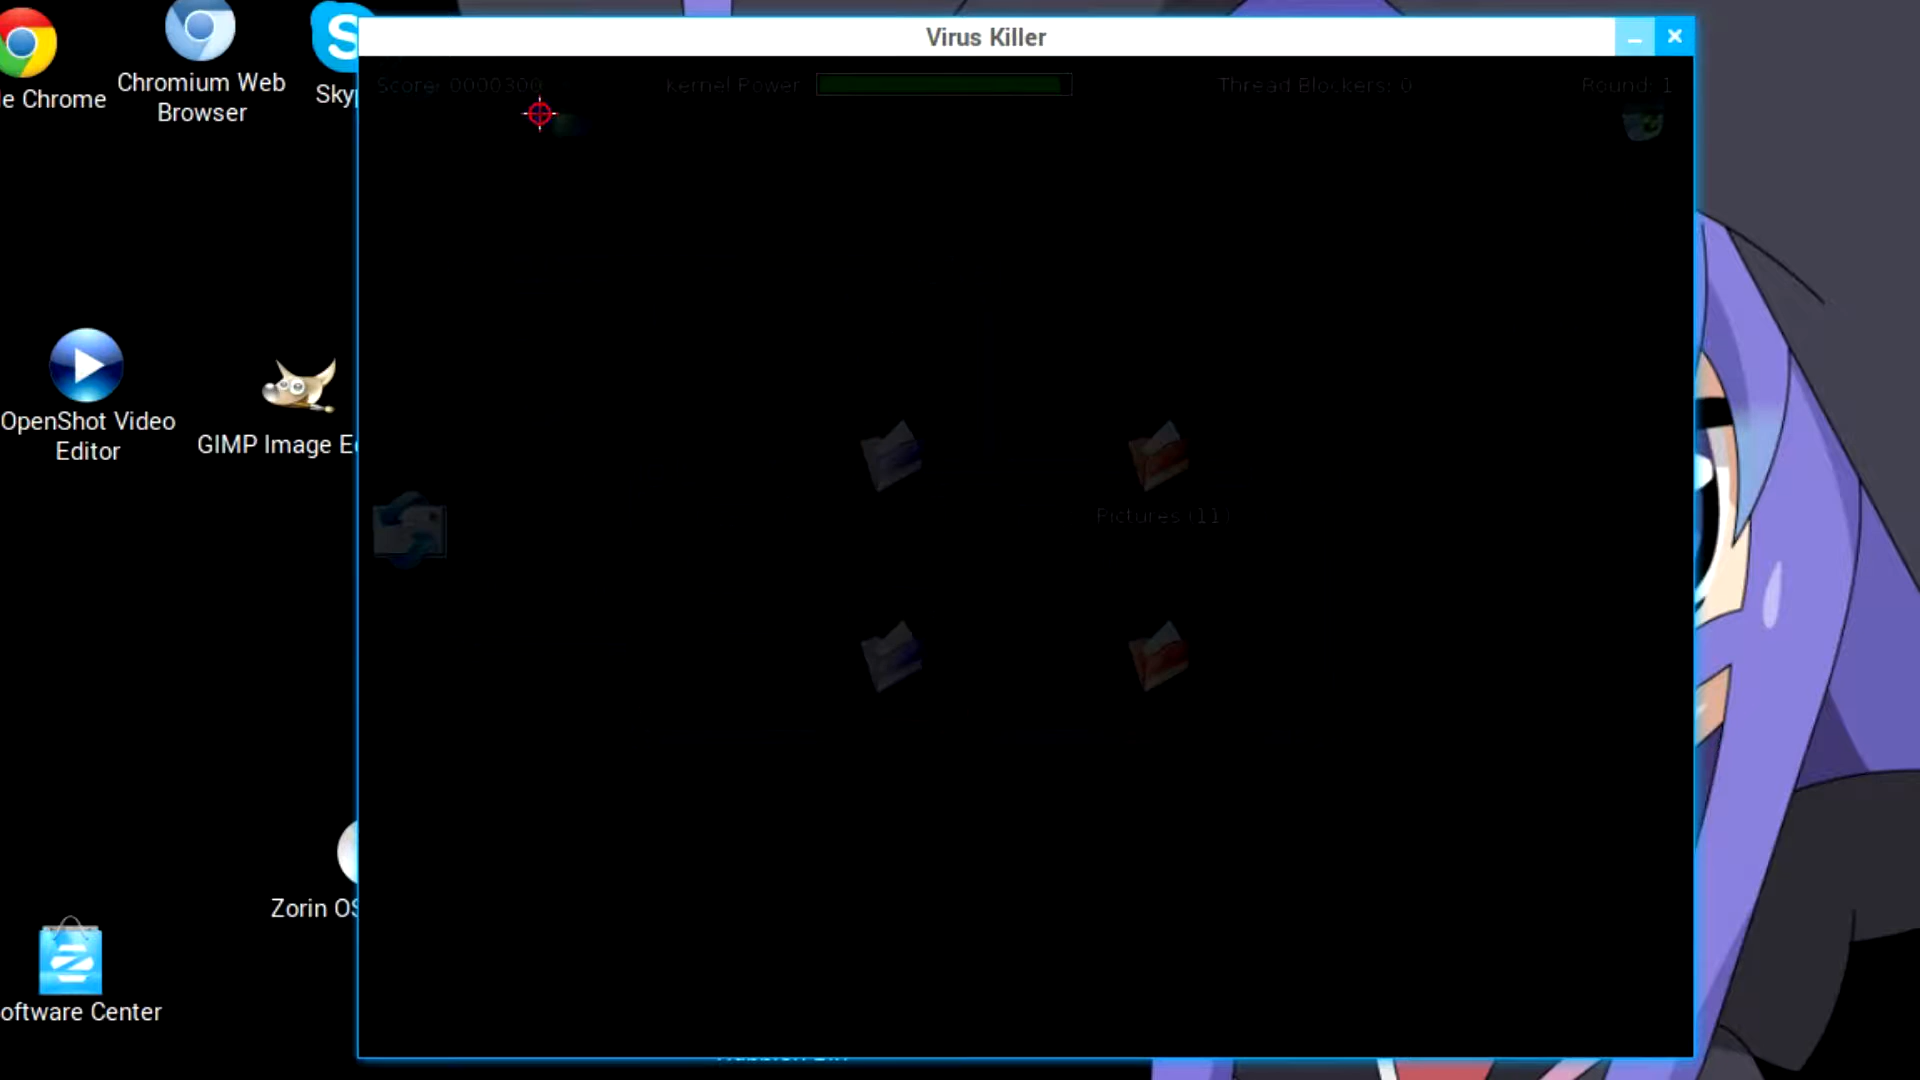 Virus Killer
le Chrome
Chromium Web
Browser
Sky
Score: 0000300
Kernel Power
Thread Blockers: 0
Round: 1
OpenShot Video
Editor
GIMP Image E
Pictures (11)
Zorin OS
oftware Center